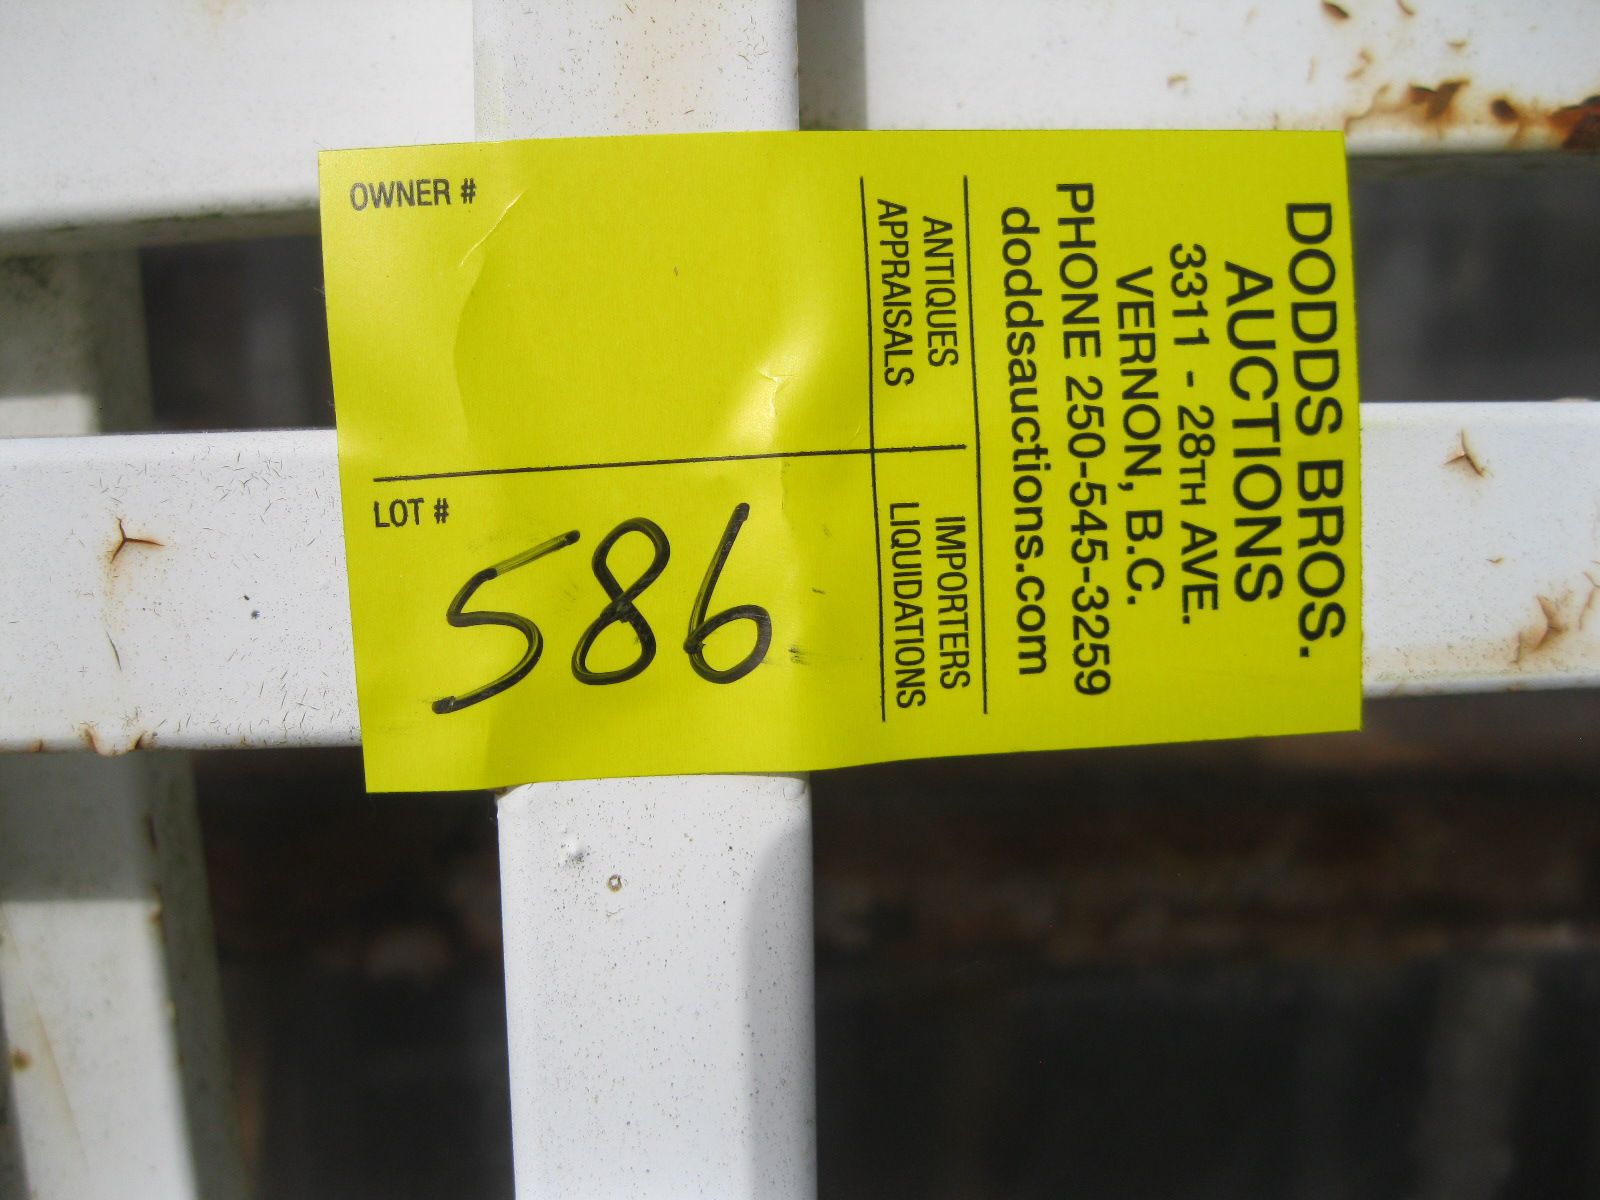 DODDS BROS.
AUCTIONS
3311 - 28TH AVE.
VERNON, B.C.
PHONE 250-545-3259
doddsauctions.com
ANTIQUES
APPRAISALS
IMPORTERS
LIQUIDATIONS
OWNER #
LOT #
586